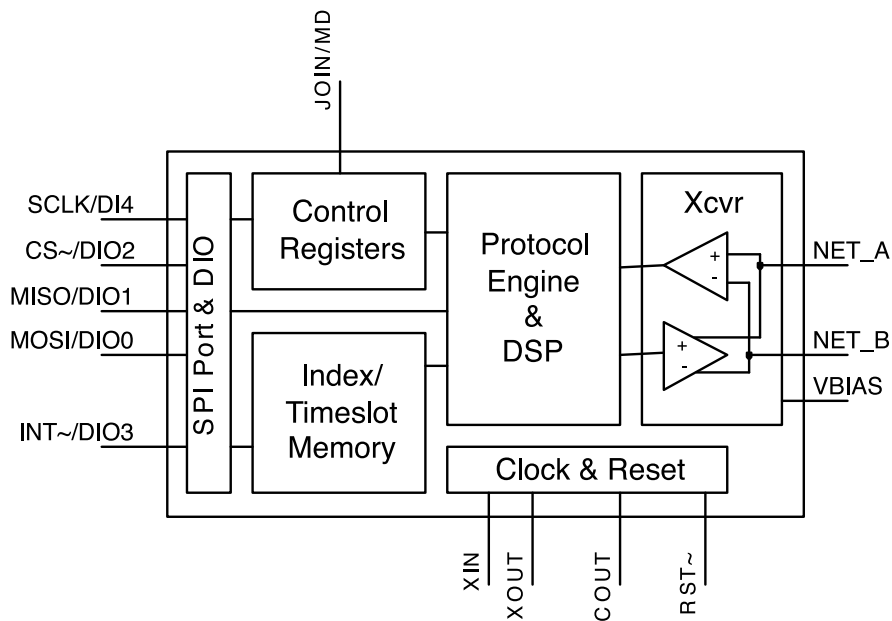 JOIN/MD
SCLK/DI4
CS~/DIO2
MISO/DIO1
MOSI/DIO0
INT~/DIO3
SPI Port & DIO
Control
Registers
Index/
Timeslot
Memory
Protocol
Engine
&
DSP
Xcvr
+
-
+
-
NET_A
NET_B
VBIAS
Clock & Reset
XIN
XOUT
COUT
RST~